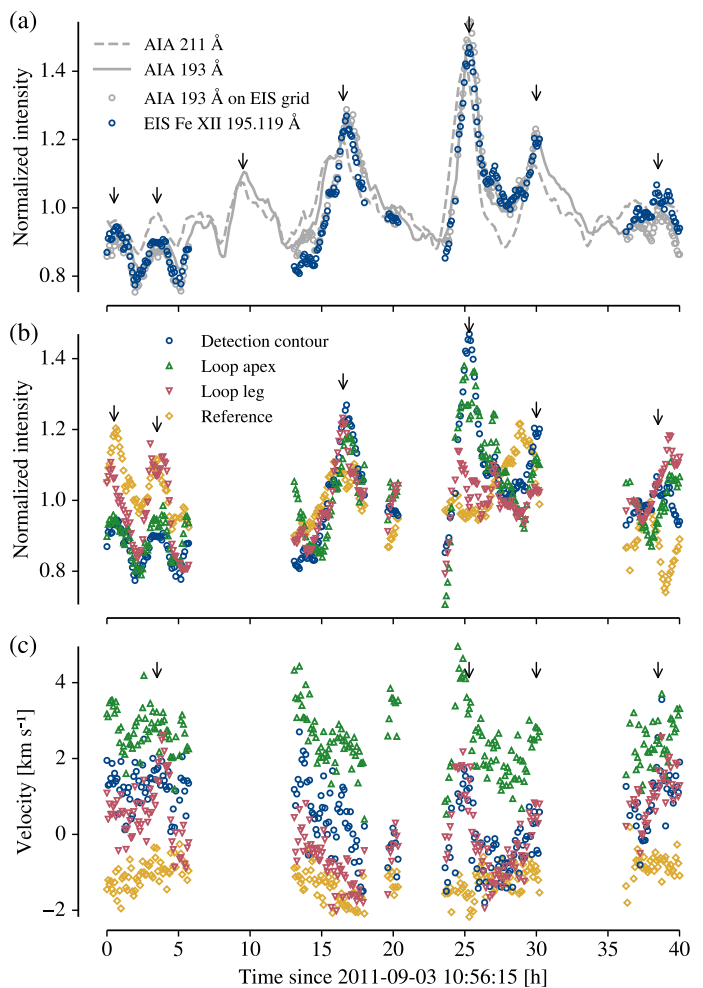 (a)
AIA 211 Å
AIA 193 Å
AIA 193 Å on EIS grid
EIS Fe XII 195.119 Å
Normalized intensity
1.4
1.2
1.0
0.8
(b)
Detection contour
Loop apex
Loop leg
Reference
Normalized intensity
1.4
1.2
1.0
0.8
(c)
Velocity [km s⁻¹]
4
2
0
−2
0 5 10 15 20 25 30 35 40
Time since 2011-09-03 10:56:15 [h]